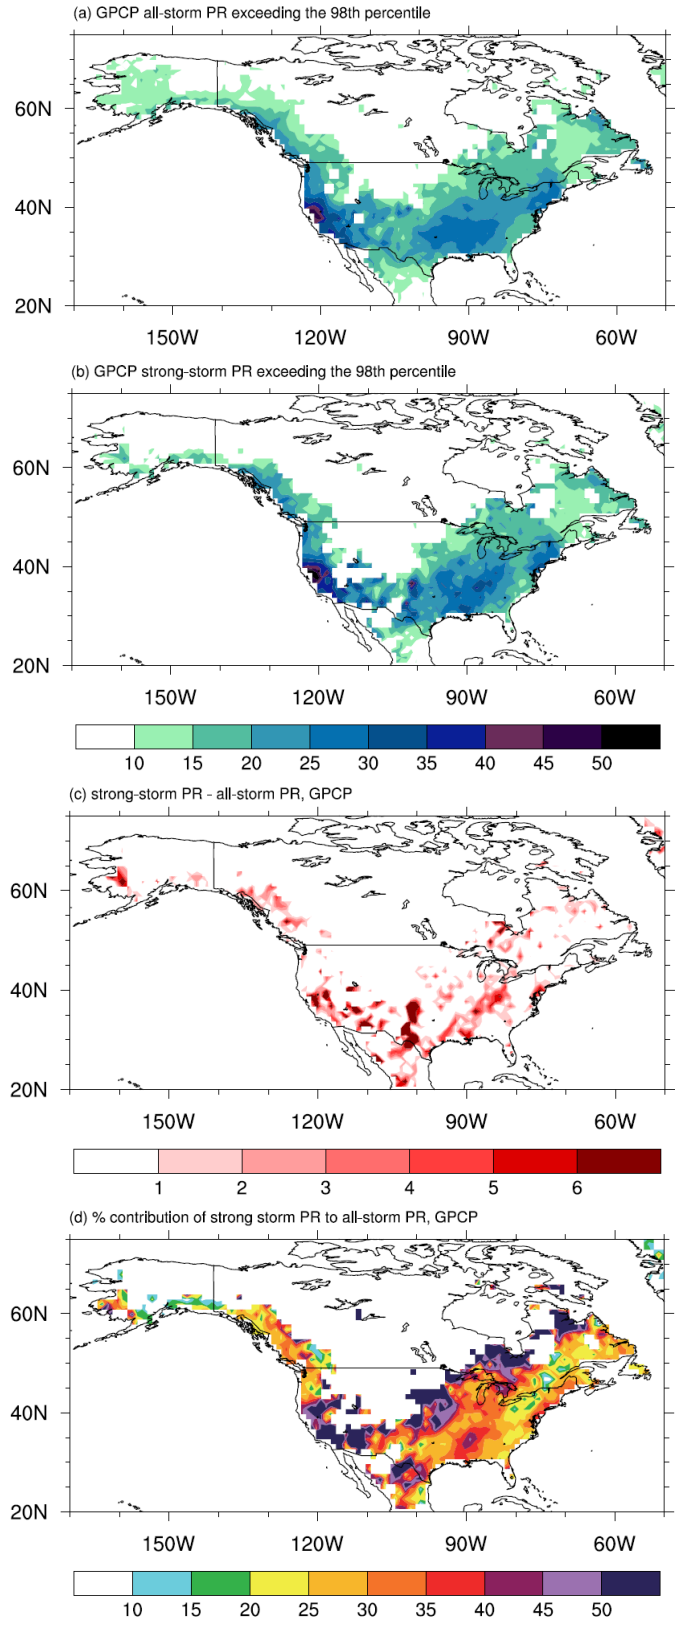 (a) GPCP all-storm PR exceeding the 98th percentile
60N
40N
20N
150W 120W 90W 60W
(b) GPCP strong-storm PR exceeding the 98th percentile
60N
40N
20N
150W 120W 90W 60W
10 15 20 25 30 35 40 45 50
(c) strong-storm PR - all-storm PR, GPCP
60N
40N
20N
150W 120W 90W 60W
1 2 3 4 5 6
(d) % contribution of strong storm PR to all-storm PR, GPCP
60N
40N
20N
150W 120W 90W 60W
10 15 20 25 30 35 40 45 50